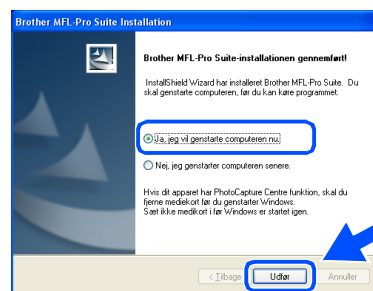 Brother MFL-Pro Suite Installation
Brother MFL-Pro Suite-installationen gennemført!
InstallShield Wizard har installeret Brother MFL-Pro Suite. Du
skal genstarte computeren, før du kan køre programmet.
Ja, jeg vil genstarte computeren nu.
Nej, jeg genstarter computeren senere.
Hvis dit apparat har PhotoCapture Centre funktion, skal du
fjerne mediekort før du genstarter Windows.
Sæt ikke medikort i før Windows er startet igen.
< Tilbage
Udfør
Annuller